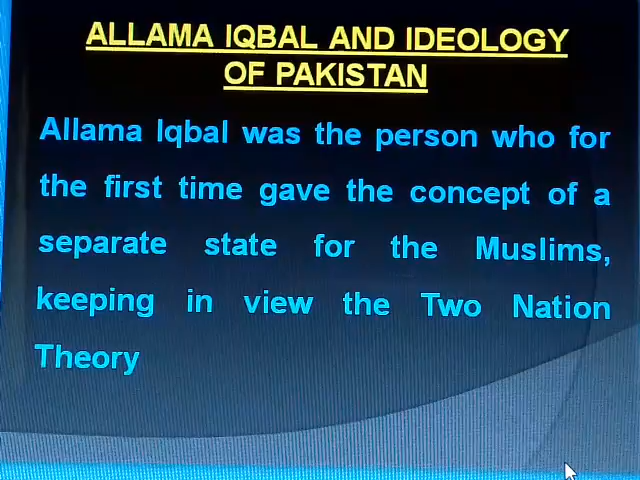 ALLAMA IQBAL AND IDEOLOGY
OF PAKISTAN
Allama Iqbal was the person who for
the first time gave the concept of a
separate state for the Muslims,
keeping in view the Two Nation
Theory